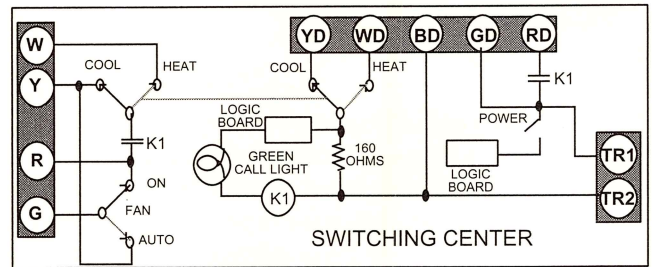 W
Y
R
G
COOL
HEAT
K1
ON
FAN
AUTO
YD
WD
BD
GD
RD
COOL
HEAT
LOGIC
BOARD
GREEN
CALL LIGHT
K1
160
OHMS
K1
POWER
LOGIC
BOARD
TR1
TR2
SWITCHING CENTER